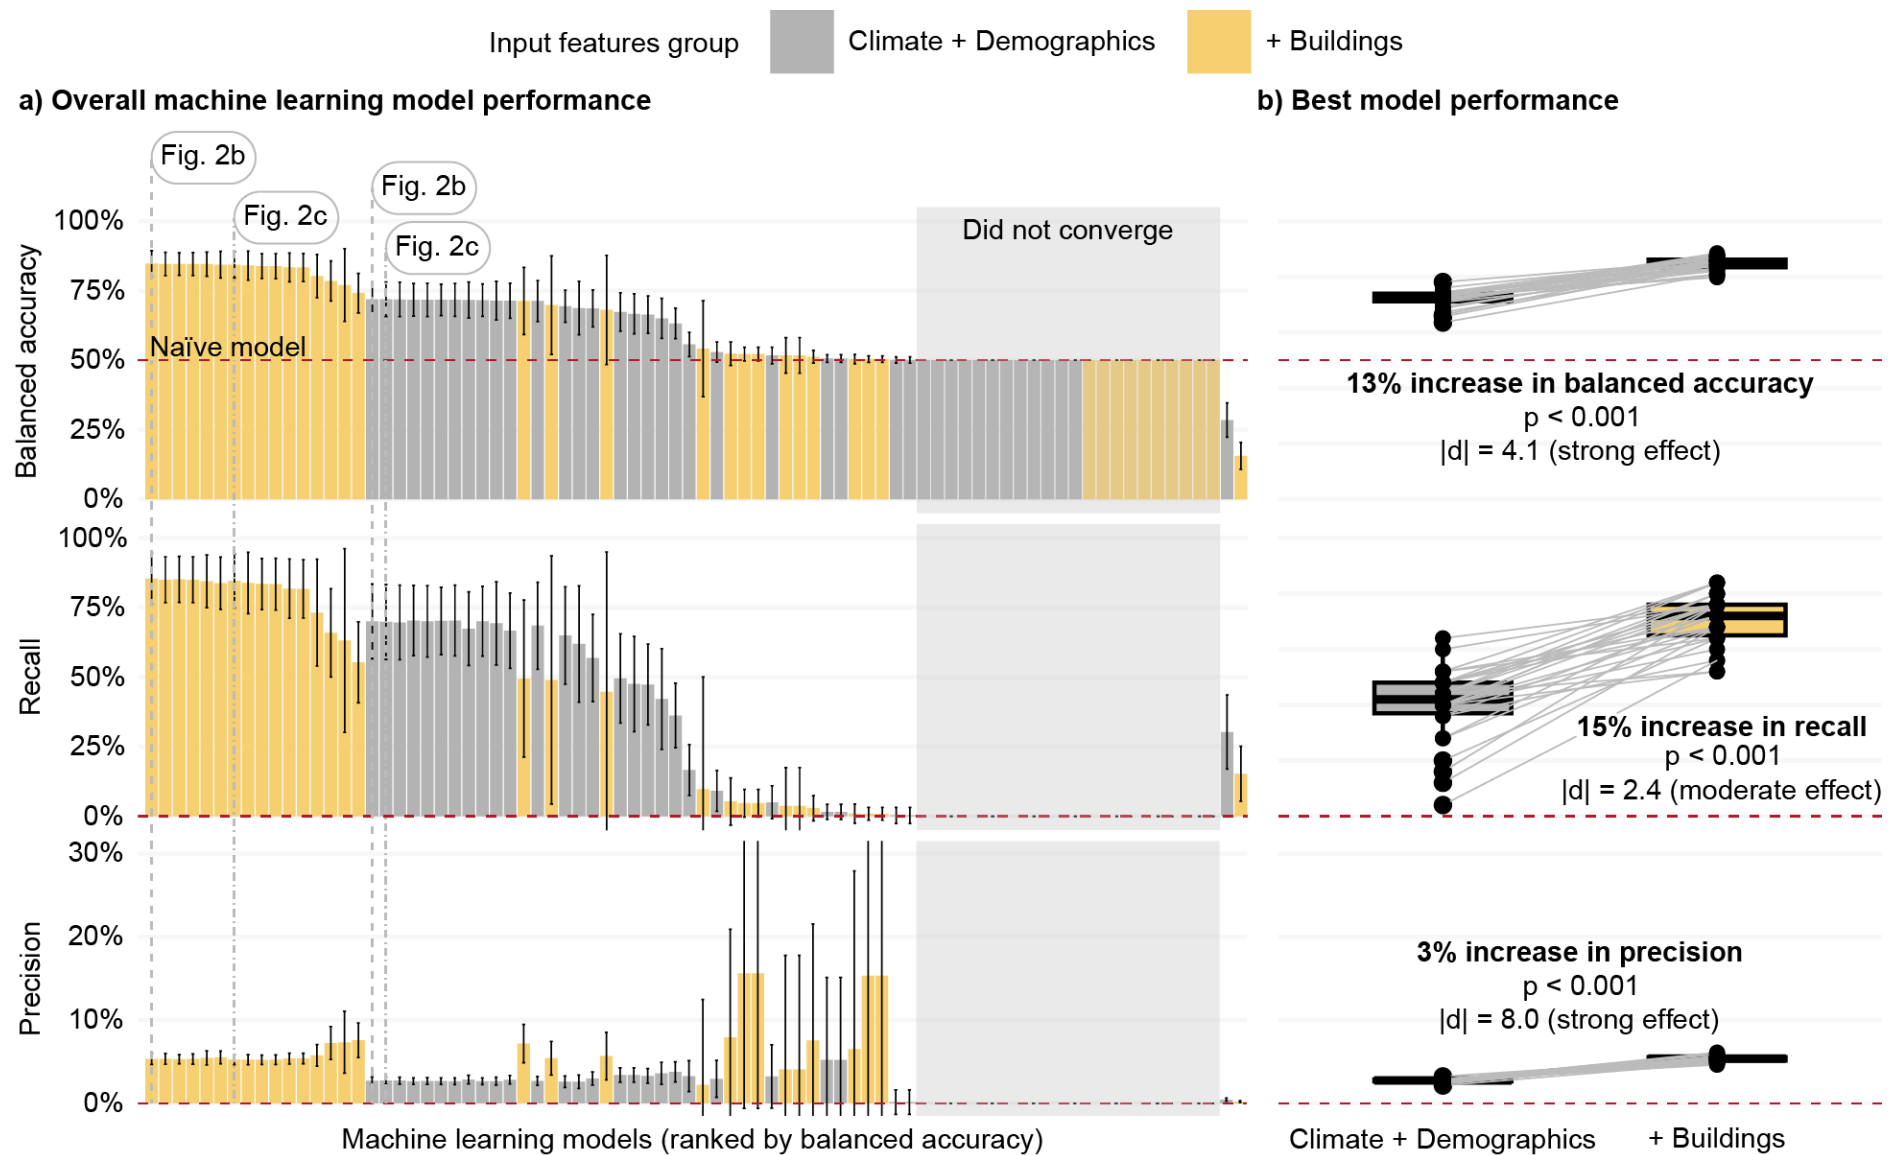 Input features group
Climate + Demographics
+ Buildings
a) Overall machine learning model performance
b) Best model performance
Fig. 2b
Fig. 2c
Fig. 2b
Fig. 2c
Balanced accuracy
100%
75%
50%
25%
0%
Naïve model
Did not converge
13% increase in balanced accuracy
p < 0.001
|d| = 4.1 (strong effect)
Recall
100%
75%
50%
25%
0%
15% increase in recall
p < 0.001
|d| = 2.4 (moderate effect)
Precision
30%
20%
10%
0%
3% increase in precision
p < 0.001
|d| = 8.0 (strong effect)
Machine learning models (ranked by balanced accuracy)
Climate + Demographics
+ Buildings